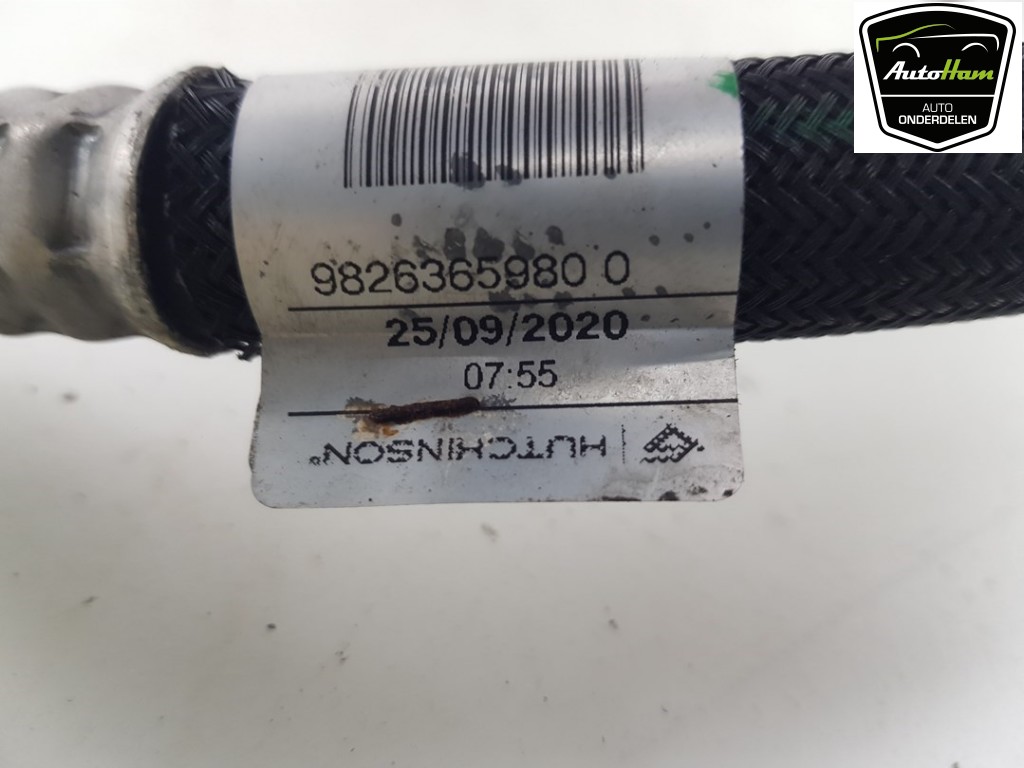 AutoHam
AUTO
ONDERDELEN
9826365980 0
25/09/2020
07:55
HUTCHINSON®